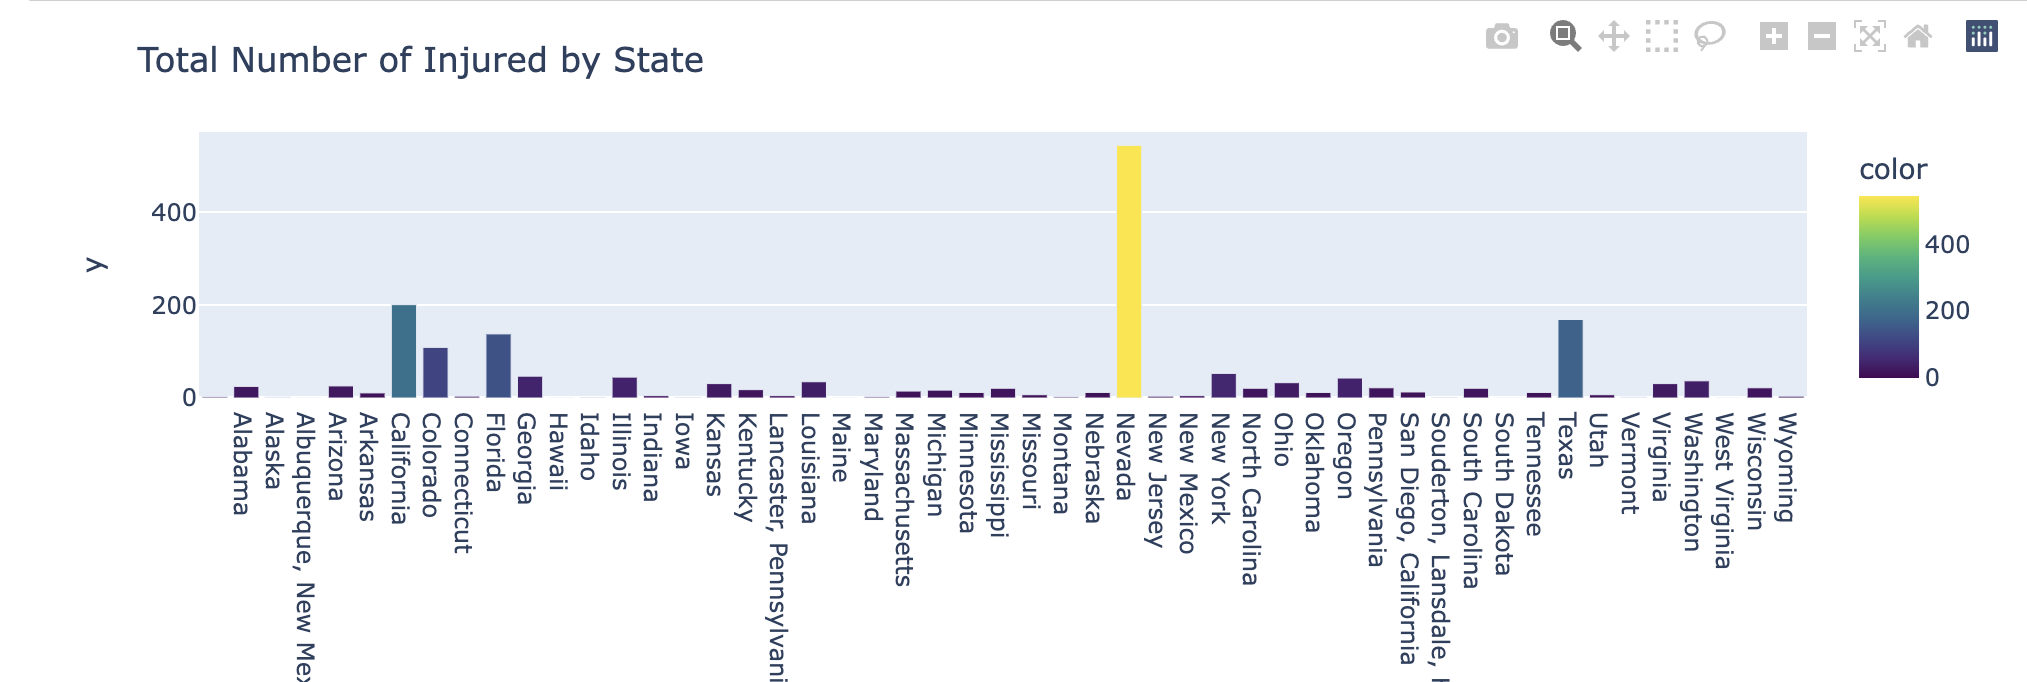 Total Number of Injured by State
y
400
200
0
Alabama
Alaska
Albuquerque, New Mex
Arizona
Arkansas
California
Colorado
Connecticut
Florida
Georgia
Hawaii
Idaho
Illinois
Indiana
Iowa
Kansas
Kentucky
Lancaster, Pennsylvani
Louisiana
Maine
Maryland
Massachusetts
Michigan
Minnesota
Mississippi
Missouri
Montana
Nebraska
Nevada
New Jersey
New Mexico
New York
North Carolina
Ohio
Oklahoma
Oregon
Pennsylvania
San Diego, California
Souderton, Lansdale,
South Carolina
South Dakota
Tennessee
Texas
Utah
Vermont
Virginia
Washington
West Virginia
Wisconsin
Wyoming
color
400
200
0